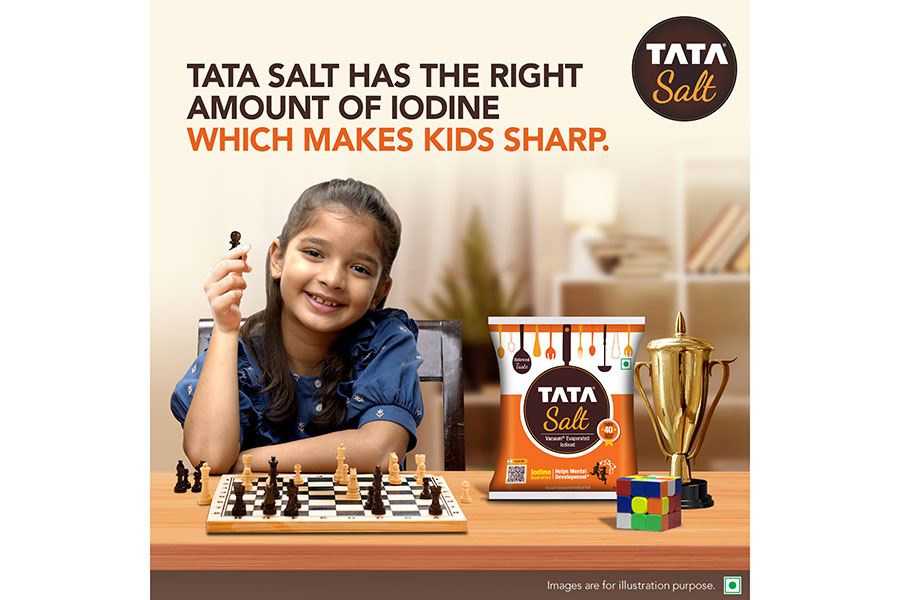 TATA SALT HAS THE RIGHT
AMOUNT OF IODINE
WHICH MAKES KIDS SHARP.
TATA
Salt
Balanced
Taste
TATA
Salt
Vacuum Evaporated
Iodised
40
Iodine
Guarantee
Helps Mental
Development
Images are for illustration purpose.